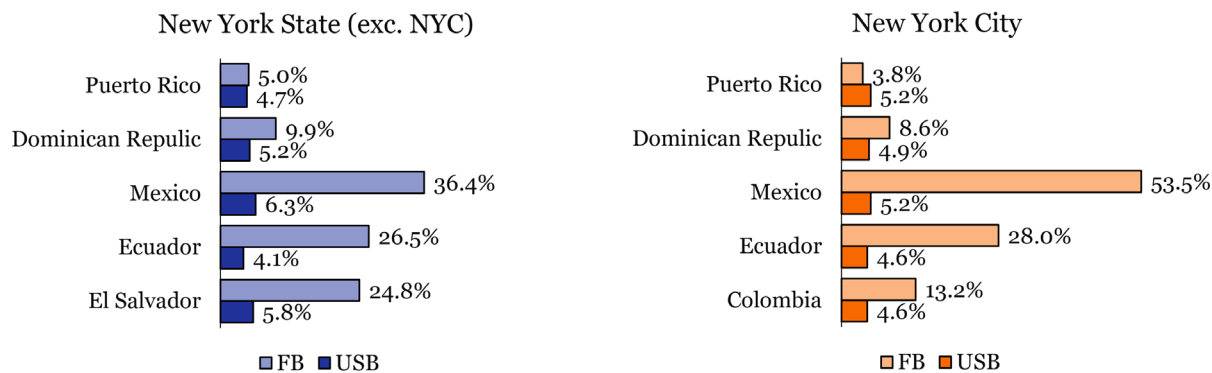 New York State (exc. NYC)
Puerto Rico
5.0%
4.7%
Dominican Repulic
9.9%
5.2%
Mexico
36.4%
6.3%
Ecuador
26.5%
4.1%
El Salvador
24.8%
5.8%
FB USB
New York City
Puerto Rico
3.8%
5.2%
Dominican Repulic
8.6%
4.9%
Mexico
53.5%
5.2%
Ecuador
28.0%
4.6%
Colombia
13.2%
4.6%
FB USB